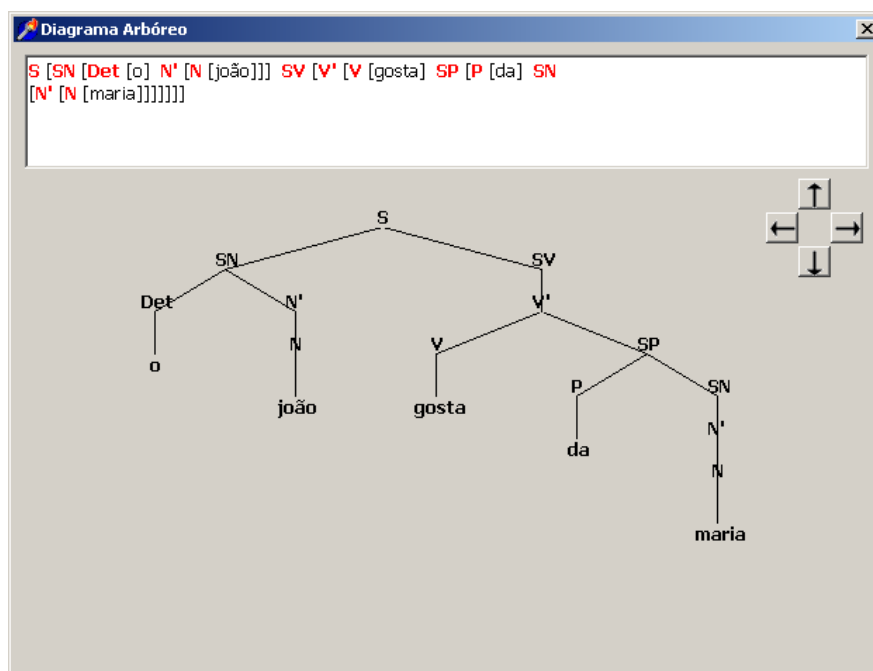 Diagrama Arbóreo
S [SN [Det [o] N' [N [joão]]] SV [V' [V [gosta] SP [P [da] SN
[N' [N [maria]]]]]]]
S
SN SV
Det N' V'
N V SP
o P SN
joão gosta N'
da N
maria